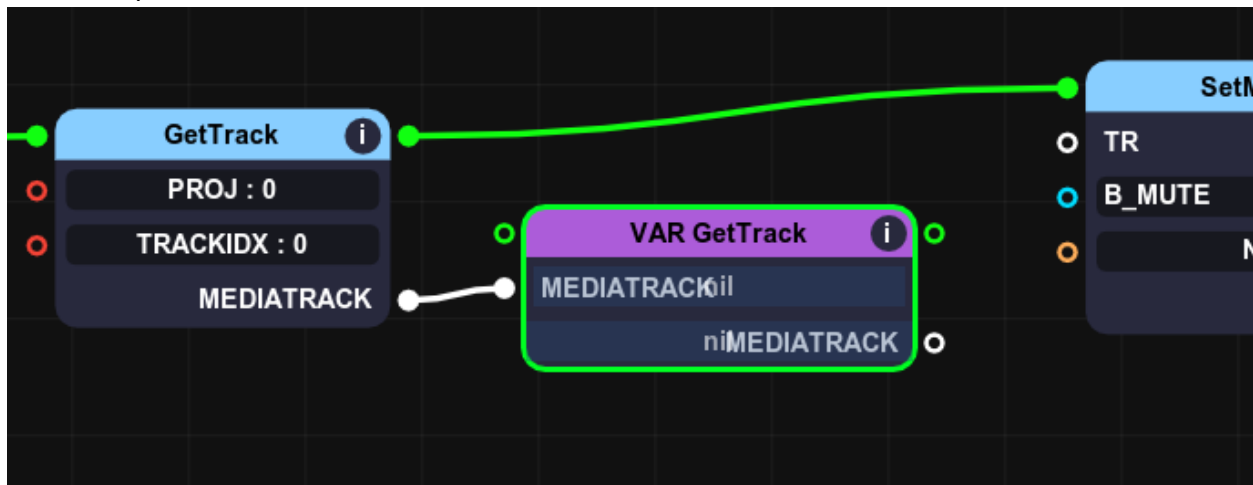 GetTrack i
PROJ : 0
TRACKIDX : 0
MEDIATRACK
VAR GetTrack i
MEDIATRACK nil
nil MEDIATRACK
TR
B_MUTE